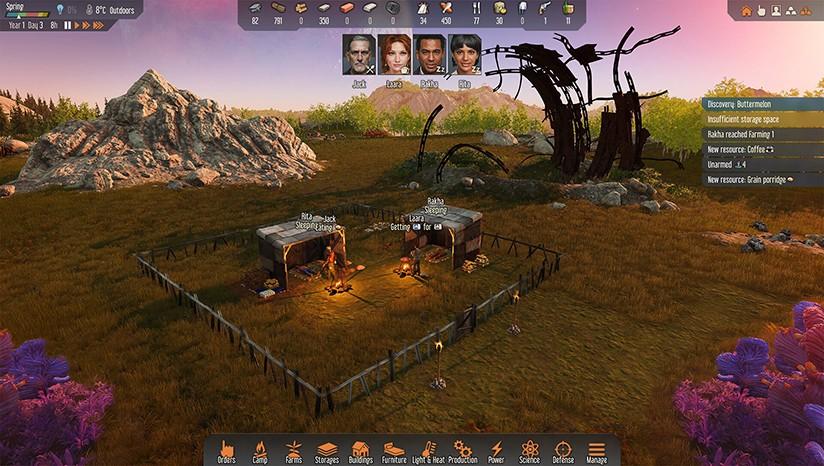 Spring
0%
8°C Outdoors
Year 1 Day 3 8h
82 791 0 350 0 0 0 34 450 77 30 0 1 11
Jack Laara Rakha Rita
Discovery: Buttermelon
Insufficient storage space
Rakha reached Farming 1
New resource: Coffee
Unarmed 4
New resource: Grain porridge
Rakha
Sleeping
Rita
Sleeping
Jack
Eating
Laara
Getting for
Orders Camp Farms Storages Buildings Furniture Light & Heat Production Power Science Defense Manage